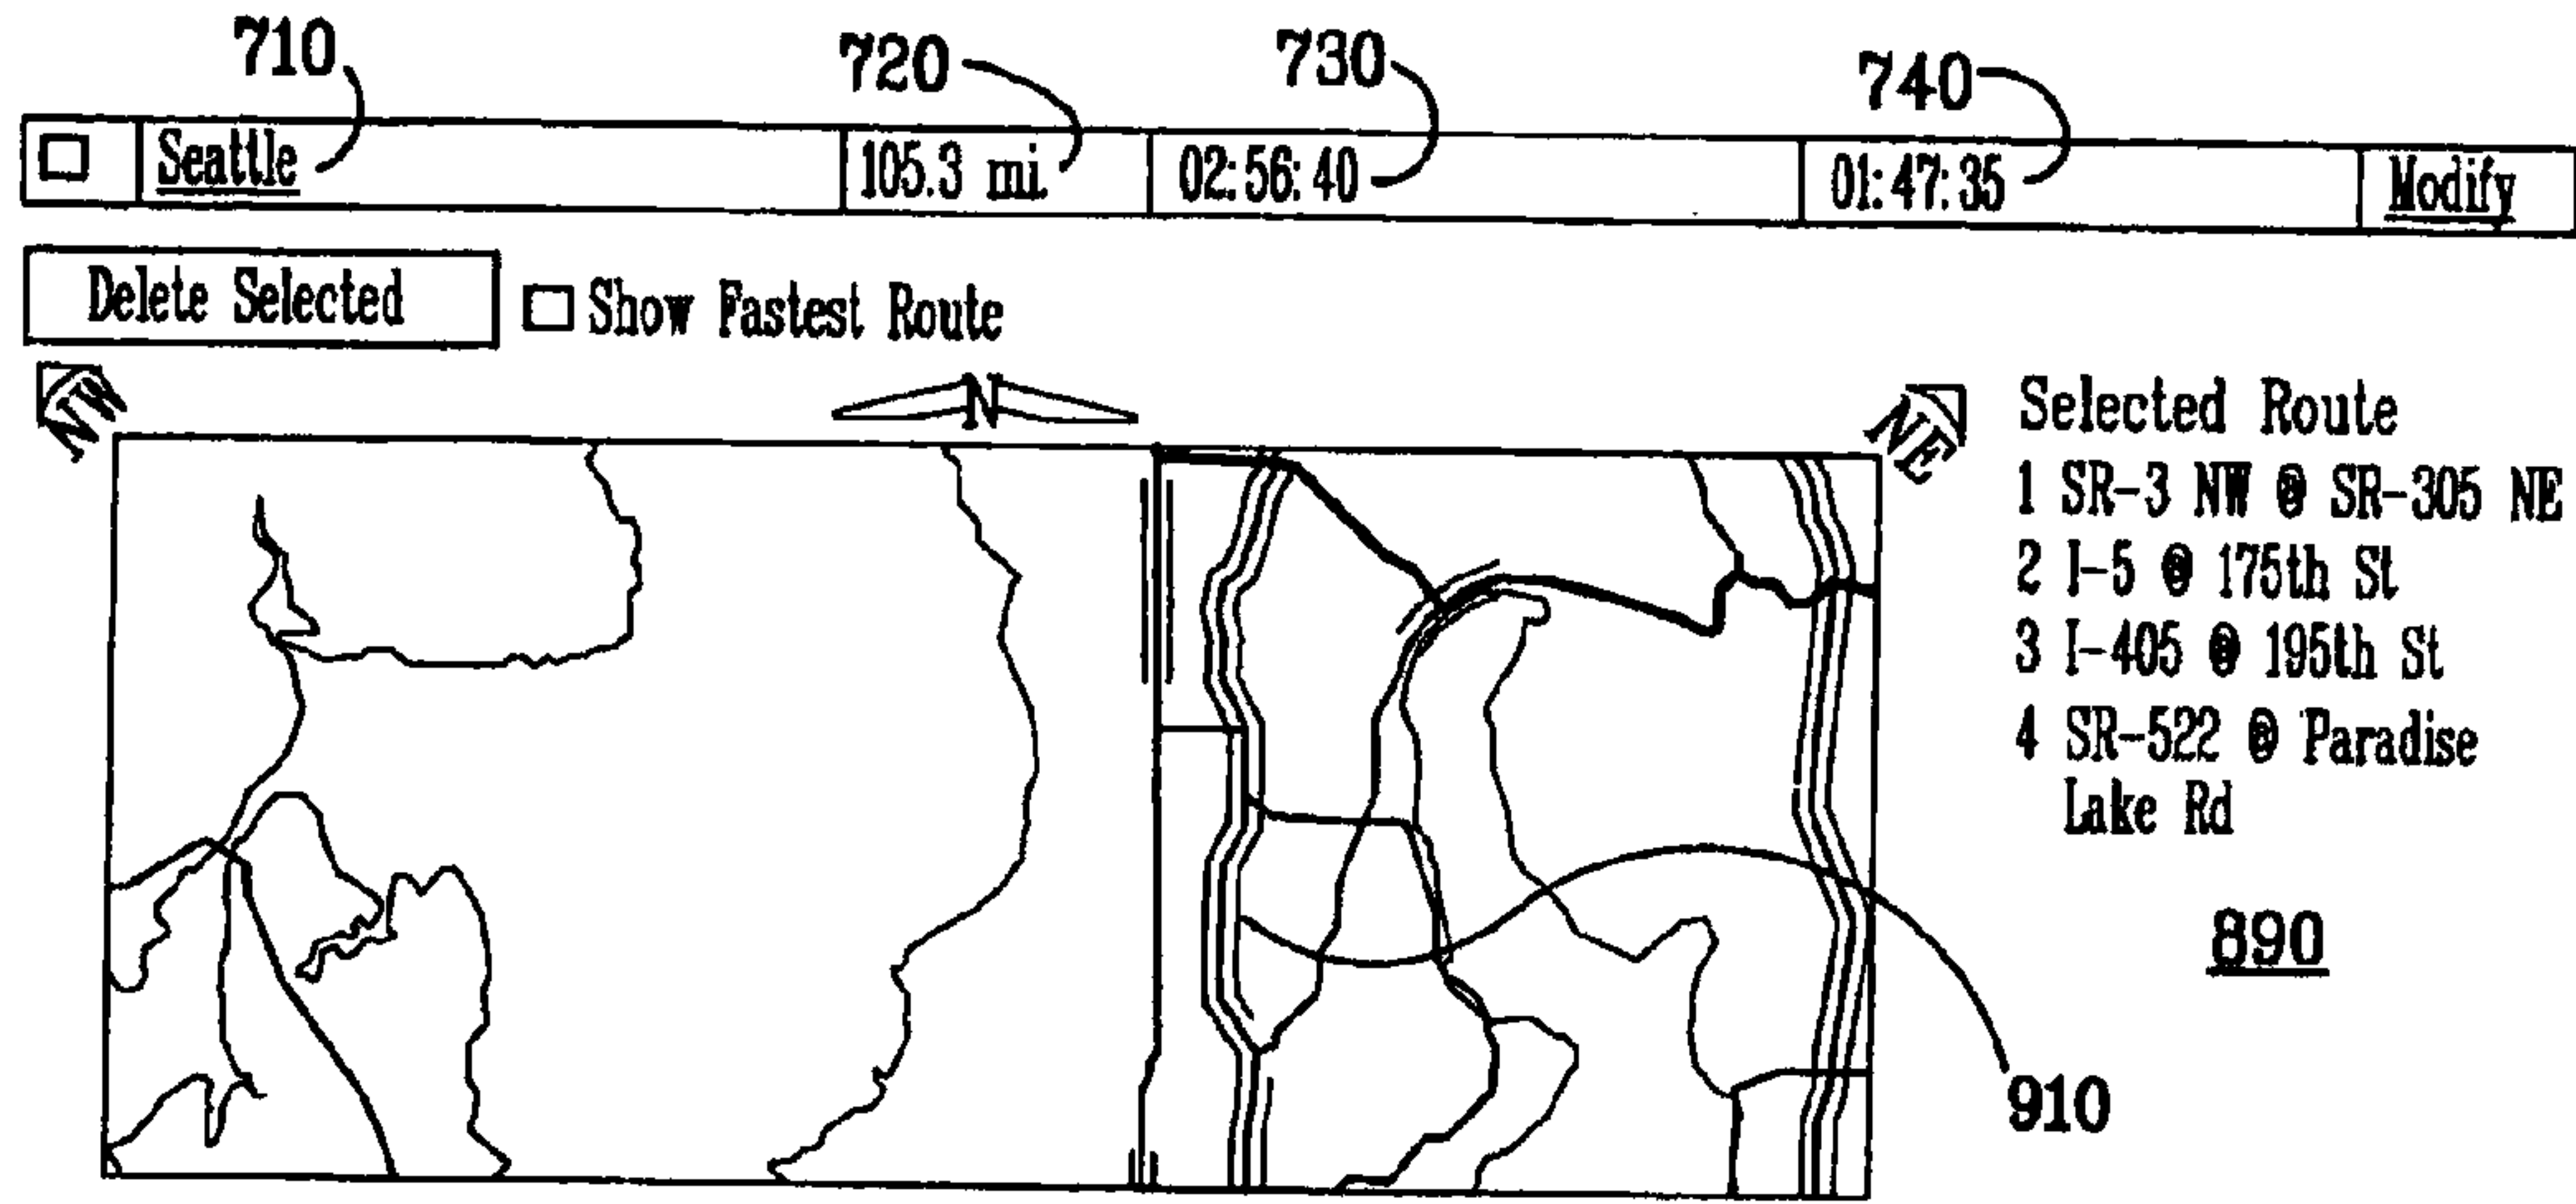 710 720 730 740
Seattle 105.3 mi. 02:56:40 01:47:35 Modify
Delete Selected Show Fastest Route
NW N NE
Selected Route
1 SR-3 NW @ SR-305 NE
2 I-5 @ 175th St
3 I-405 @ 195th St
4 SR-522 @ Paradise
Lake Rd
890
910